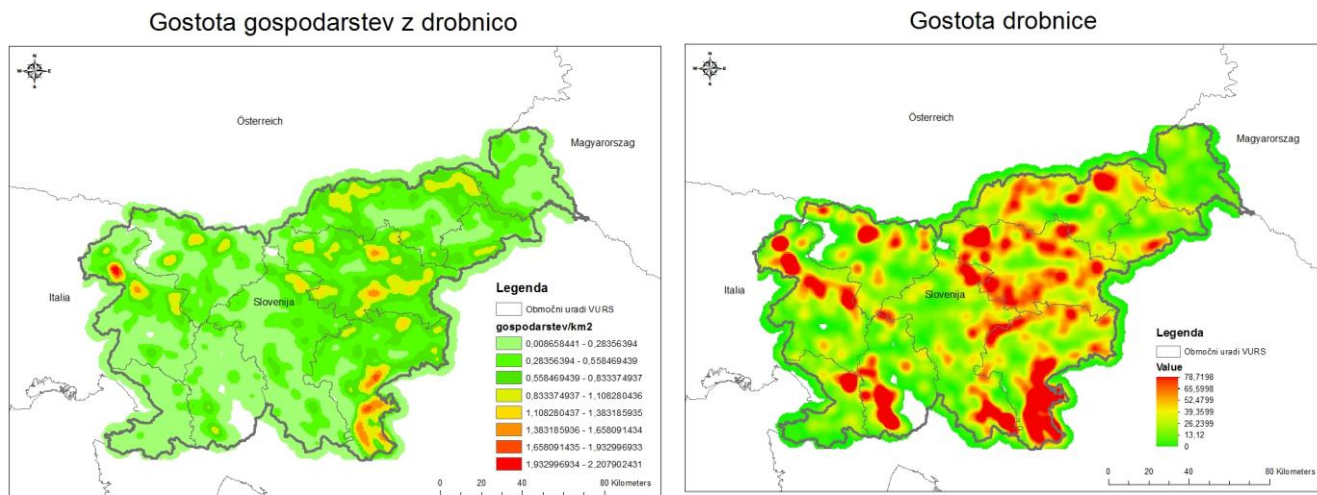 Gostota gospodarstev z drobnico
N
W E
S
Österreich
Magyarország
Italia
Slovenija
Legenda
Območni uradi VURS
gospodarstev/km2
0,008658441 - 0,28356394
0,28356394 - 0,558469439
0,558469439 - 0,833374937
0,833374937 - 1,108280436
1,108280437 - 1,383185935
1,383185936 - 1,658091434
1,658091435 - 1,932996933
1,932996934 - 2,207902431
0 20 40 80 Kilometers
Gostota drobnice
N
W E
S
Österreich
Magyarország
Italia
Slovenija
Legenda
Območni uradi VURS
Value
78,7198
65,5998
52,4799
39,3599
26,2399
13,12
0
0 20 40 80 Kilometers